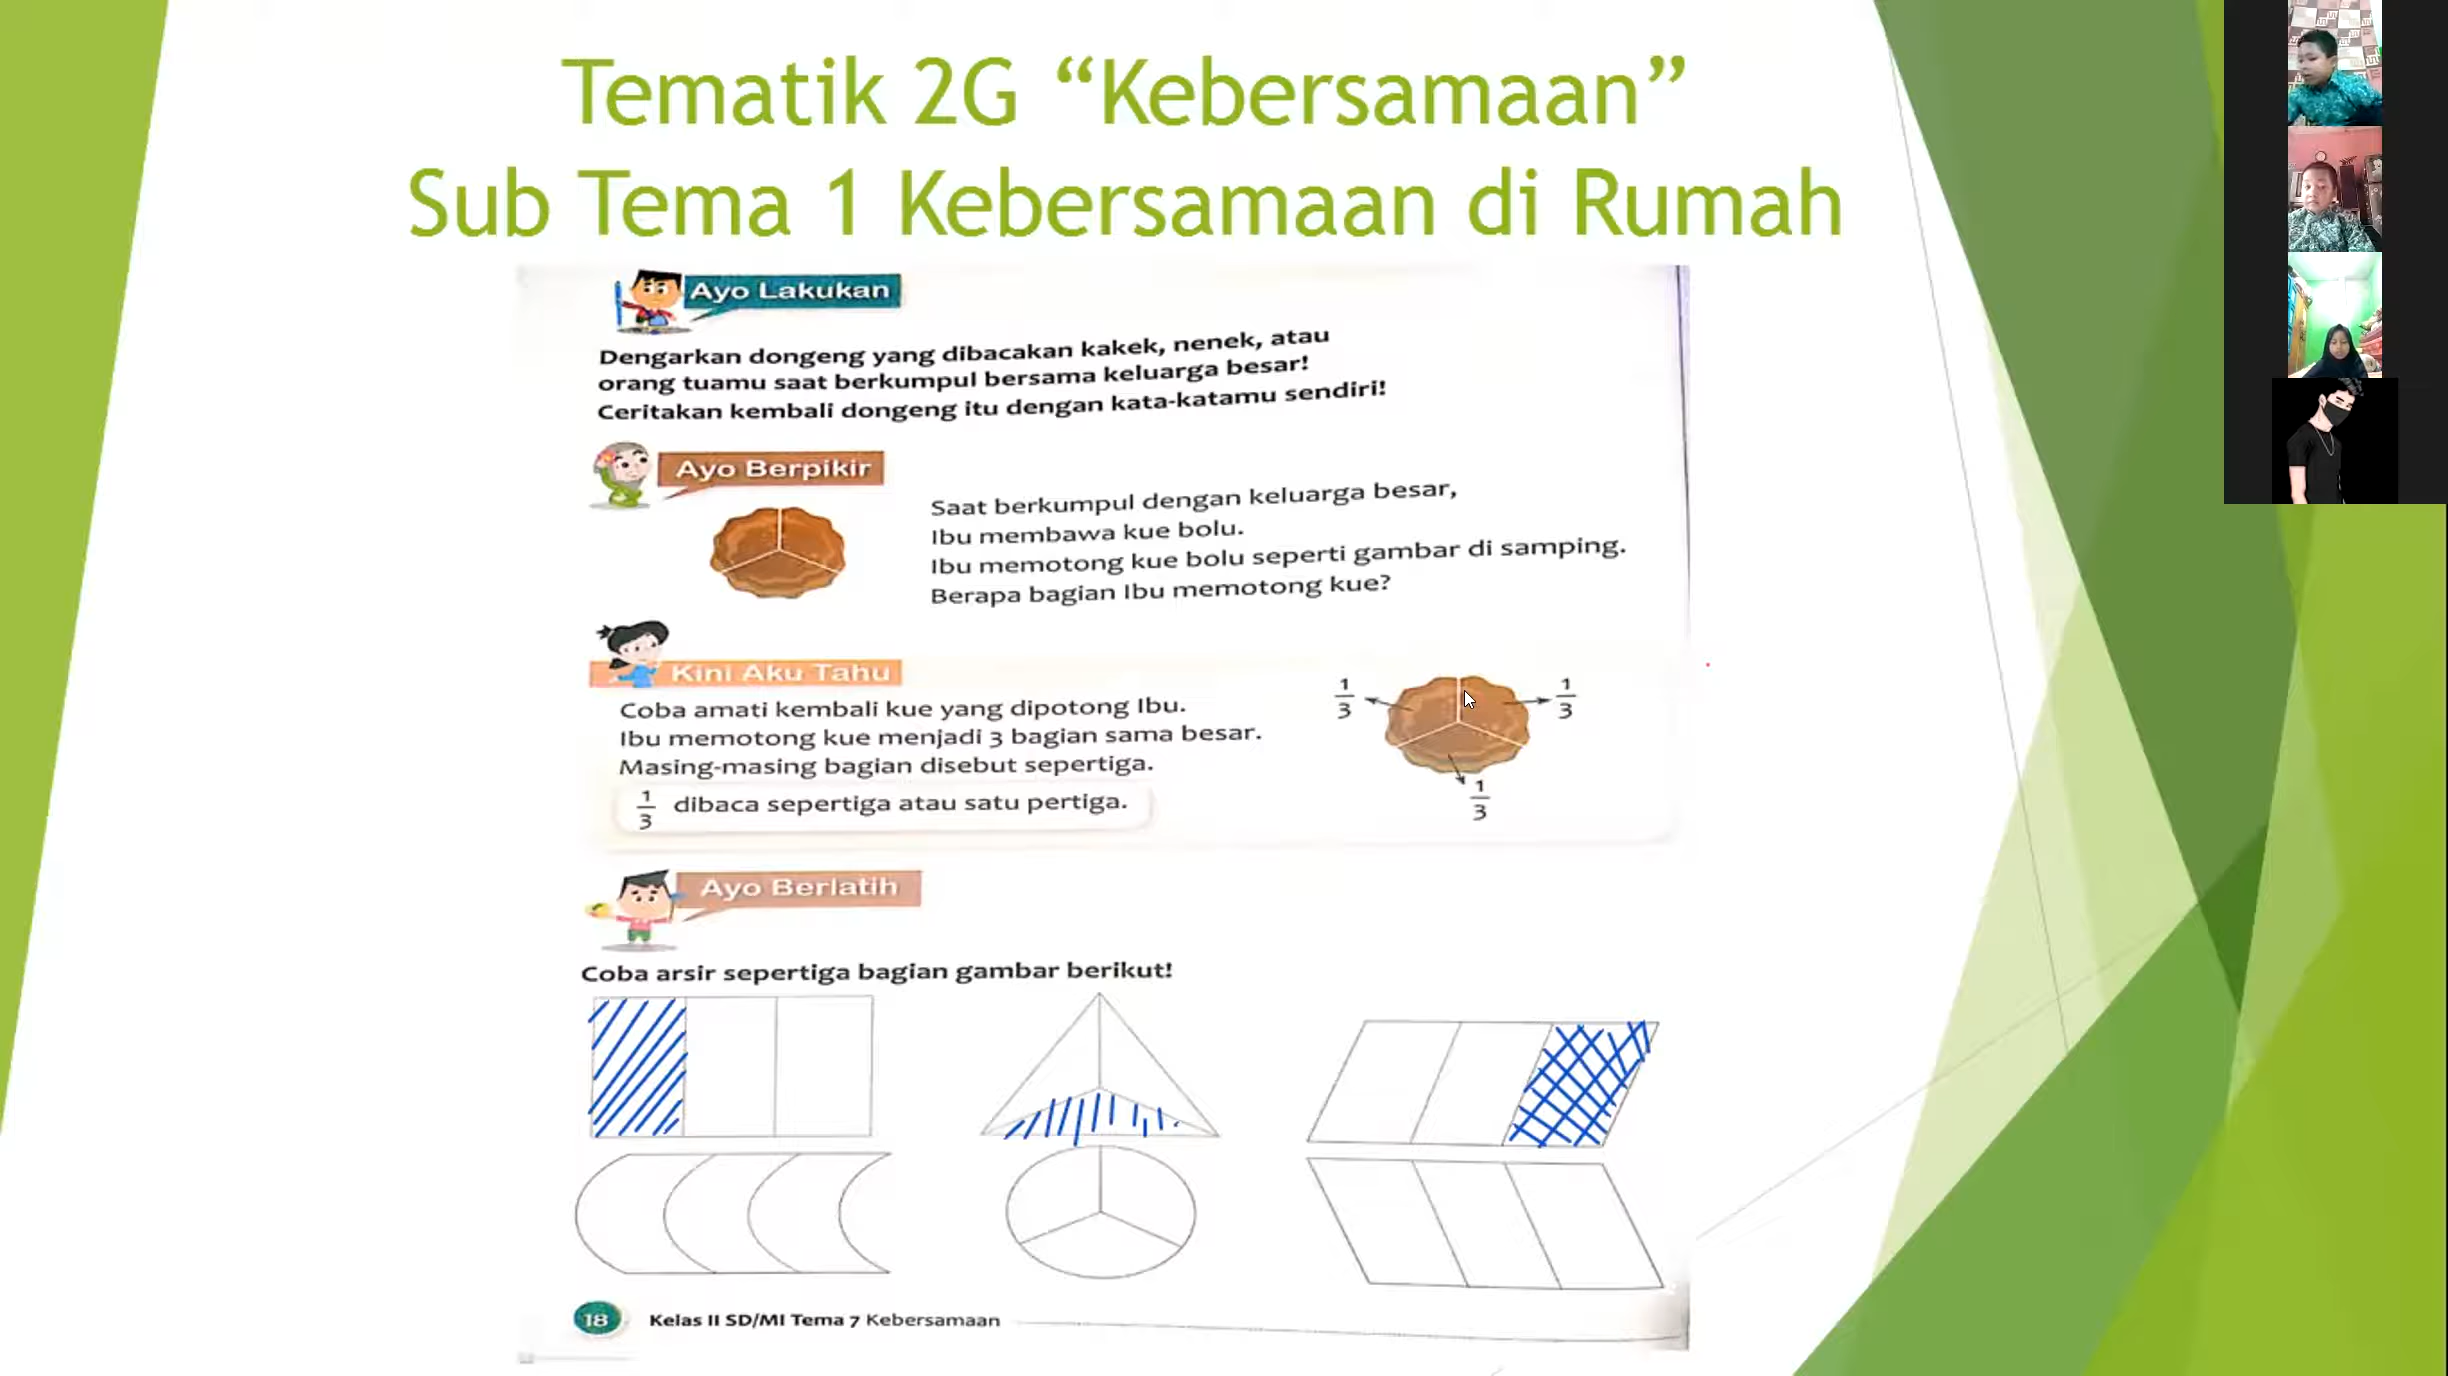 Tematik 2G “Kebersamaan”
Sub Tema 1 Kebersamaan di Rumah
Ayo Lakukan
Dengarkan dongeng yang dibacakan kakek, nenek, atau
orang tuamu saat berkumpul bersama keluarga besar!
Ceritakan kembali dongeng itu dengan kata-katamu sendiri!
Ayo Berpikir
Saat berkumpul dengan keluarga besar,
Ibu membawa kue bolu.
Ibu memotong kue bolu seperti gambar di samping.
Berapa bagian Ibu memotong kue?
Kini Aku Tahu
Coba amati kembali kue yang dipotong Ibu.
Ibu memotong kue menjadi 3 bagian sama besar.
Masing-masing bagian disebut sepertiga.
1/3 dibaca sepertiga atau satu pertiga.
1/3
1/3
1/3
Ayo Berlatih
Coba arsir sepertiga bagian gambar berikut!
18 Kelas II SD/MI Tema 7 Kebersamaan